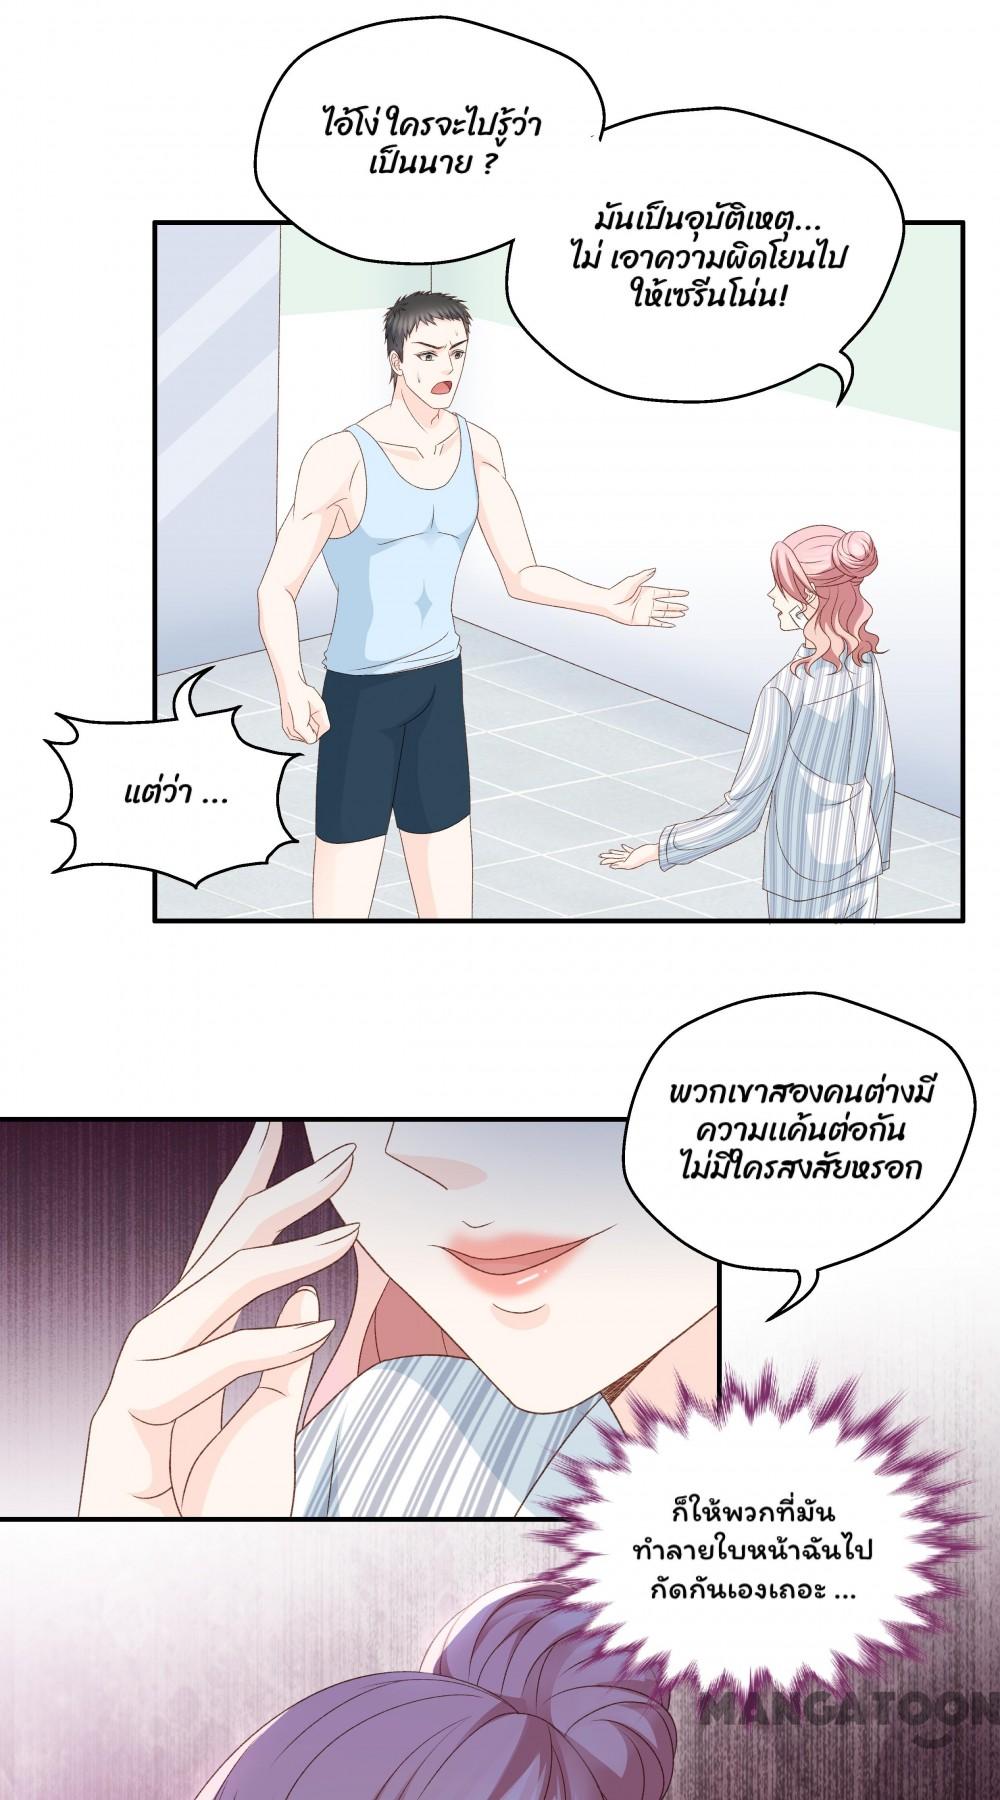 ไอ้โง่ ใครจะไปรู้ว่า
เป็นนาย ?
มันเป็นอุบัติเหตุ...
ไม่ เอาความผิดโยนไป
ให้เซรีนโน่น!
แต่ว่า ...
พวกเขาสองคนต่างมี
ความแค้นต่อกัน
ไม่มีใครสงสัยหรอก
ก็ให้พวกที่มัน
ทำลายใบหน้าฉันไป
กัดกันเองเถอะ ...
MANGATOON